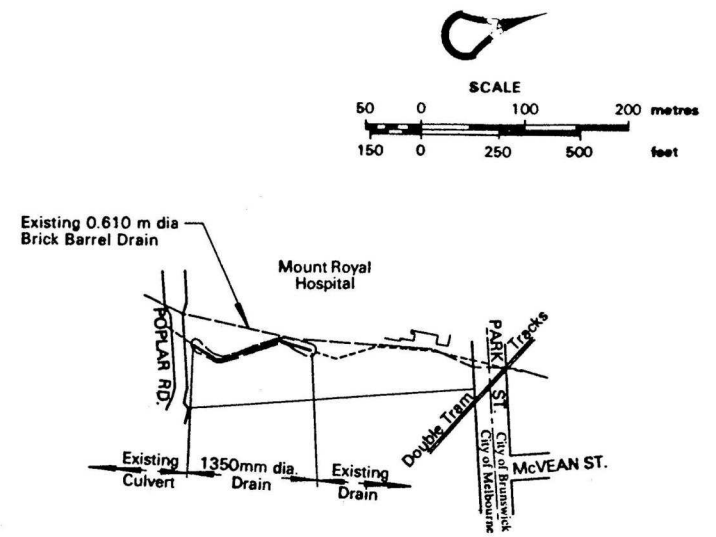 SCALE
50 0 100 200 metres
150 0 250 500 feet
Existing 0.610 m dia
Brick Barrel Drain
Mount Royal
Hospital
POPLAR RD.
PARK ST.
Double Tram Tracks
Existing
Culvert
1350mm dia.
Drain
Existing
Drain
City of Brunswick
City of Melbourne
McVEAN ST.